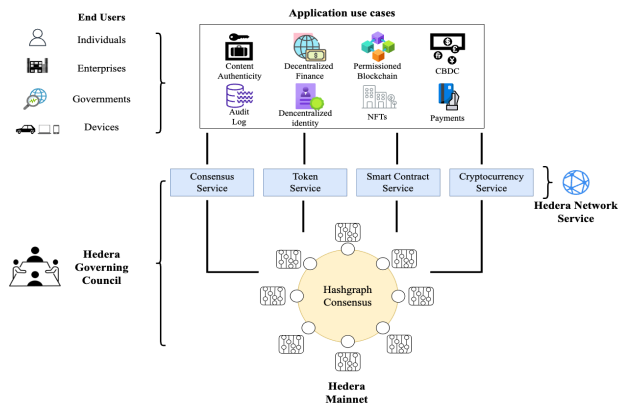 End Users
Individuals
Enterprises
Governments
Devices
Application use cases
Content
Authenticity
Decentralized
Finance
Permissioned
Blockchain
CBDC
Audit
Log
Dencentralized
identity
NFTs
Payments
Consensus
Service
Token
Service
Smart Contract
Service
Cryptocurrency
Service
Hedera Network
Service
Hedera
Governing
Council
Hashgraph
Consensus
Hedera
Mainnet